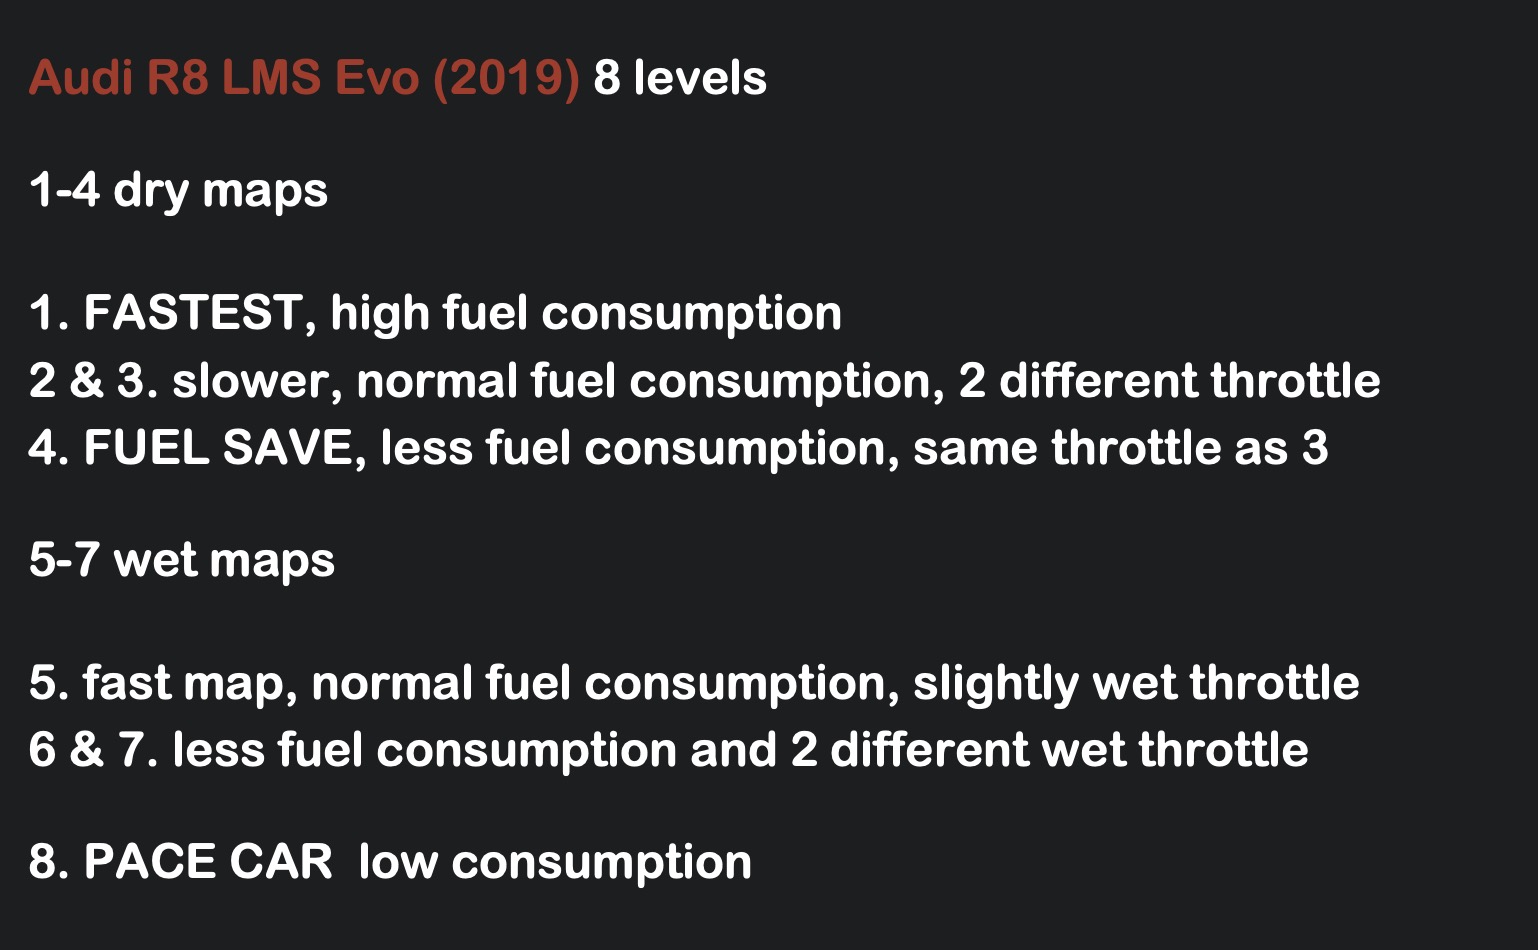 Audi R8 LMS Evo (2019) 8 levels
1-4 dry maps
1. FASTEST, high fuel consumption
2 & 3. slower, normal fuel consumption, 2 different throttle
4. FUEL SAVE, less fuel consumption, same throttle as 3
5-7 wet maps
5. fast map, normal fuel consumption, slightly wet throttle
6 & 7. less fuel consumption and 2 different wet throttle
8. PACE CAR  low consumption